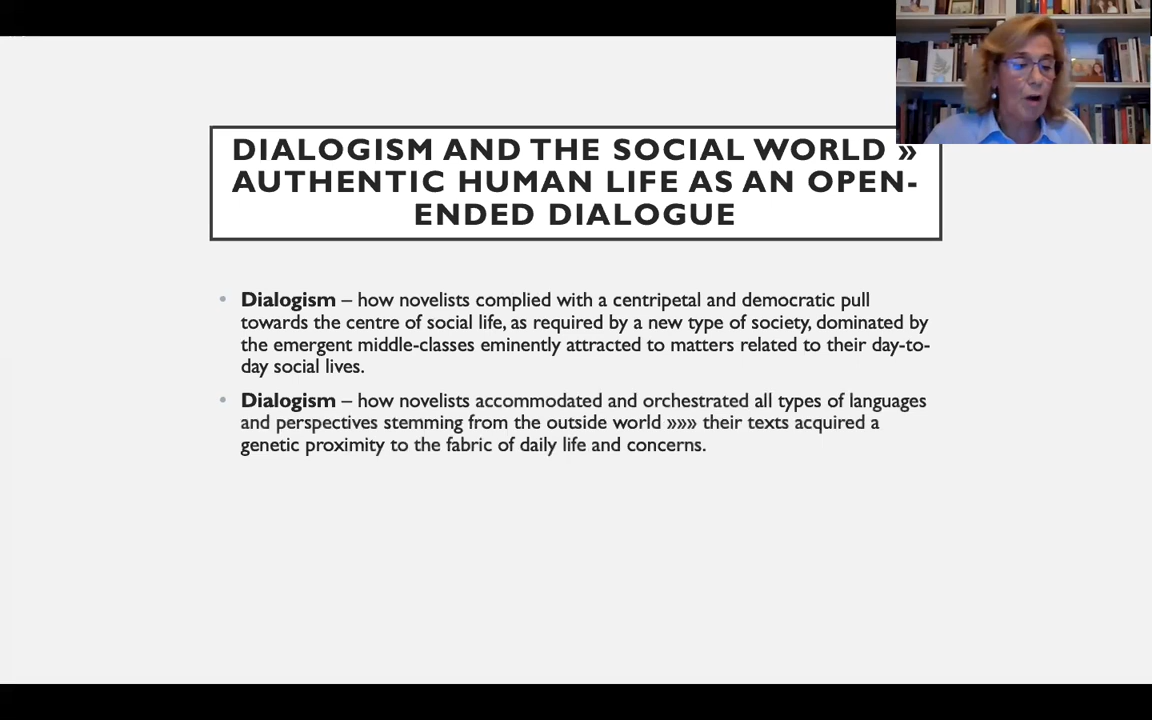 DIALOGISM AND THE SOCIAL WORLD »
AUTHENTIC HUMAN LIFE AS AN OPEN-
ENDED DIALOGUE
• Dialogism – how novelists complied with a centripetal and democratic pull
towards the centre of social life, as required by a new type of society, dominated by
the emergent middle-classes eminently attracted to matters related to their day-to-
day social lives.
• Dialogism – how novelists accommodated and orchestrated all types of languages
and perspectives stemming from the outside world »»» their texts acquired a
genetic proximity to the fabric of daily life and concerns.